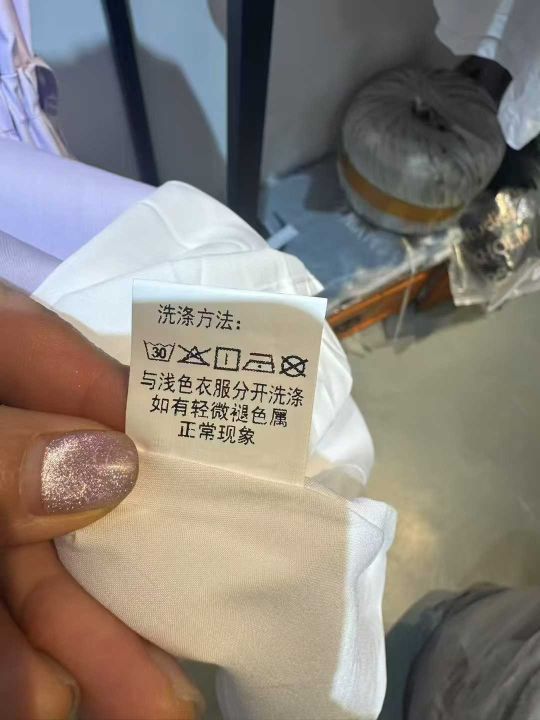 洗涤方法：
30
与浅色衣服分开洗涤
如有轻微褪色属
正常现象